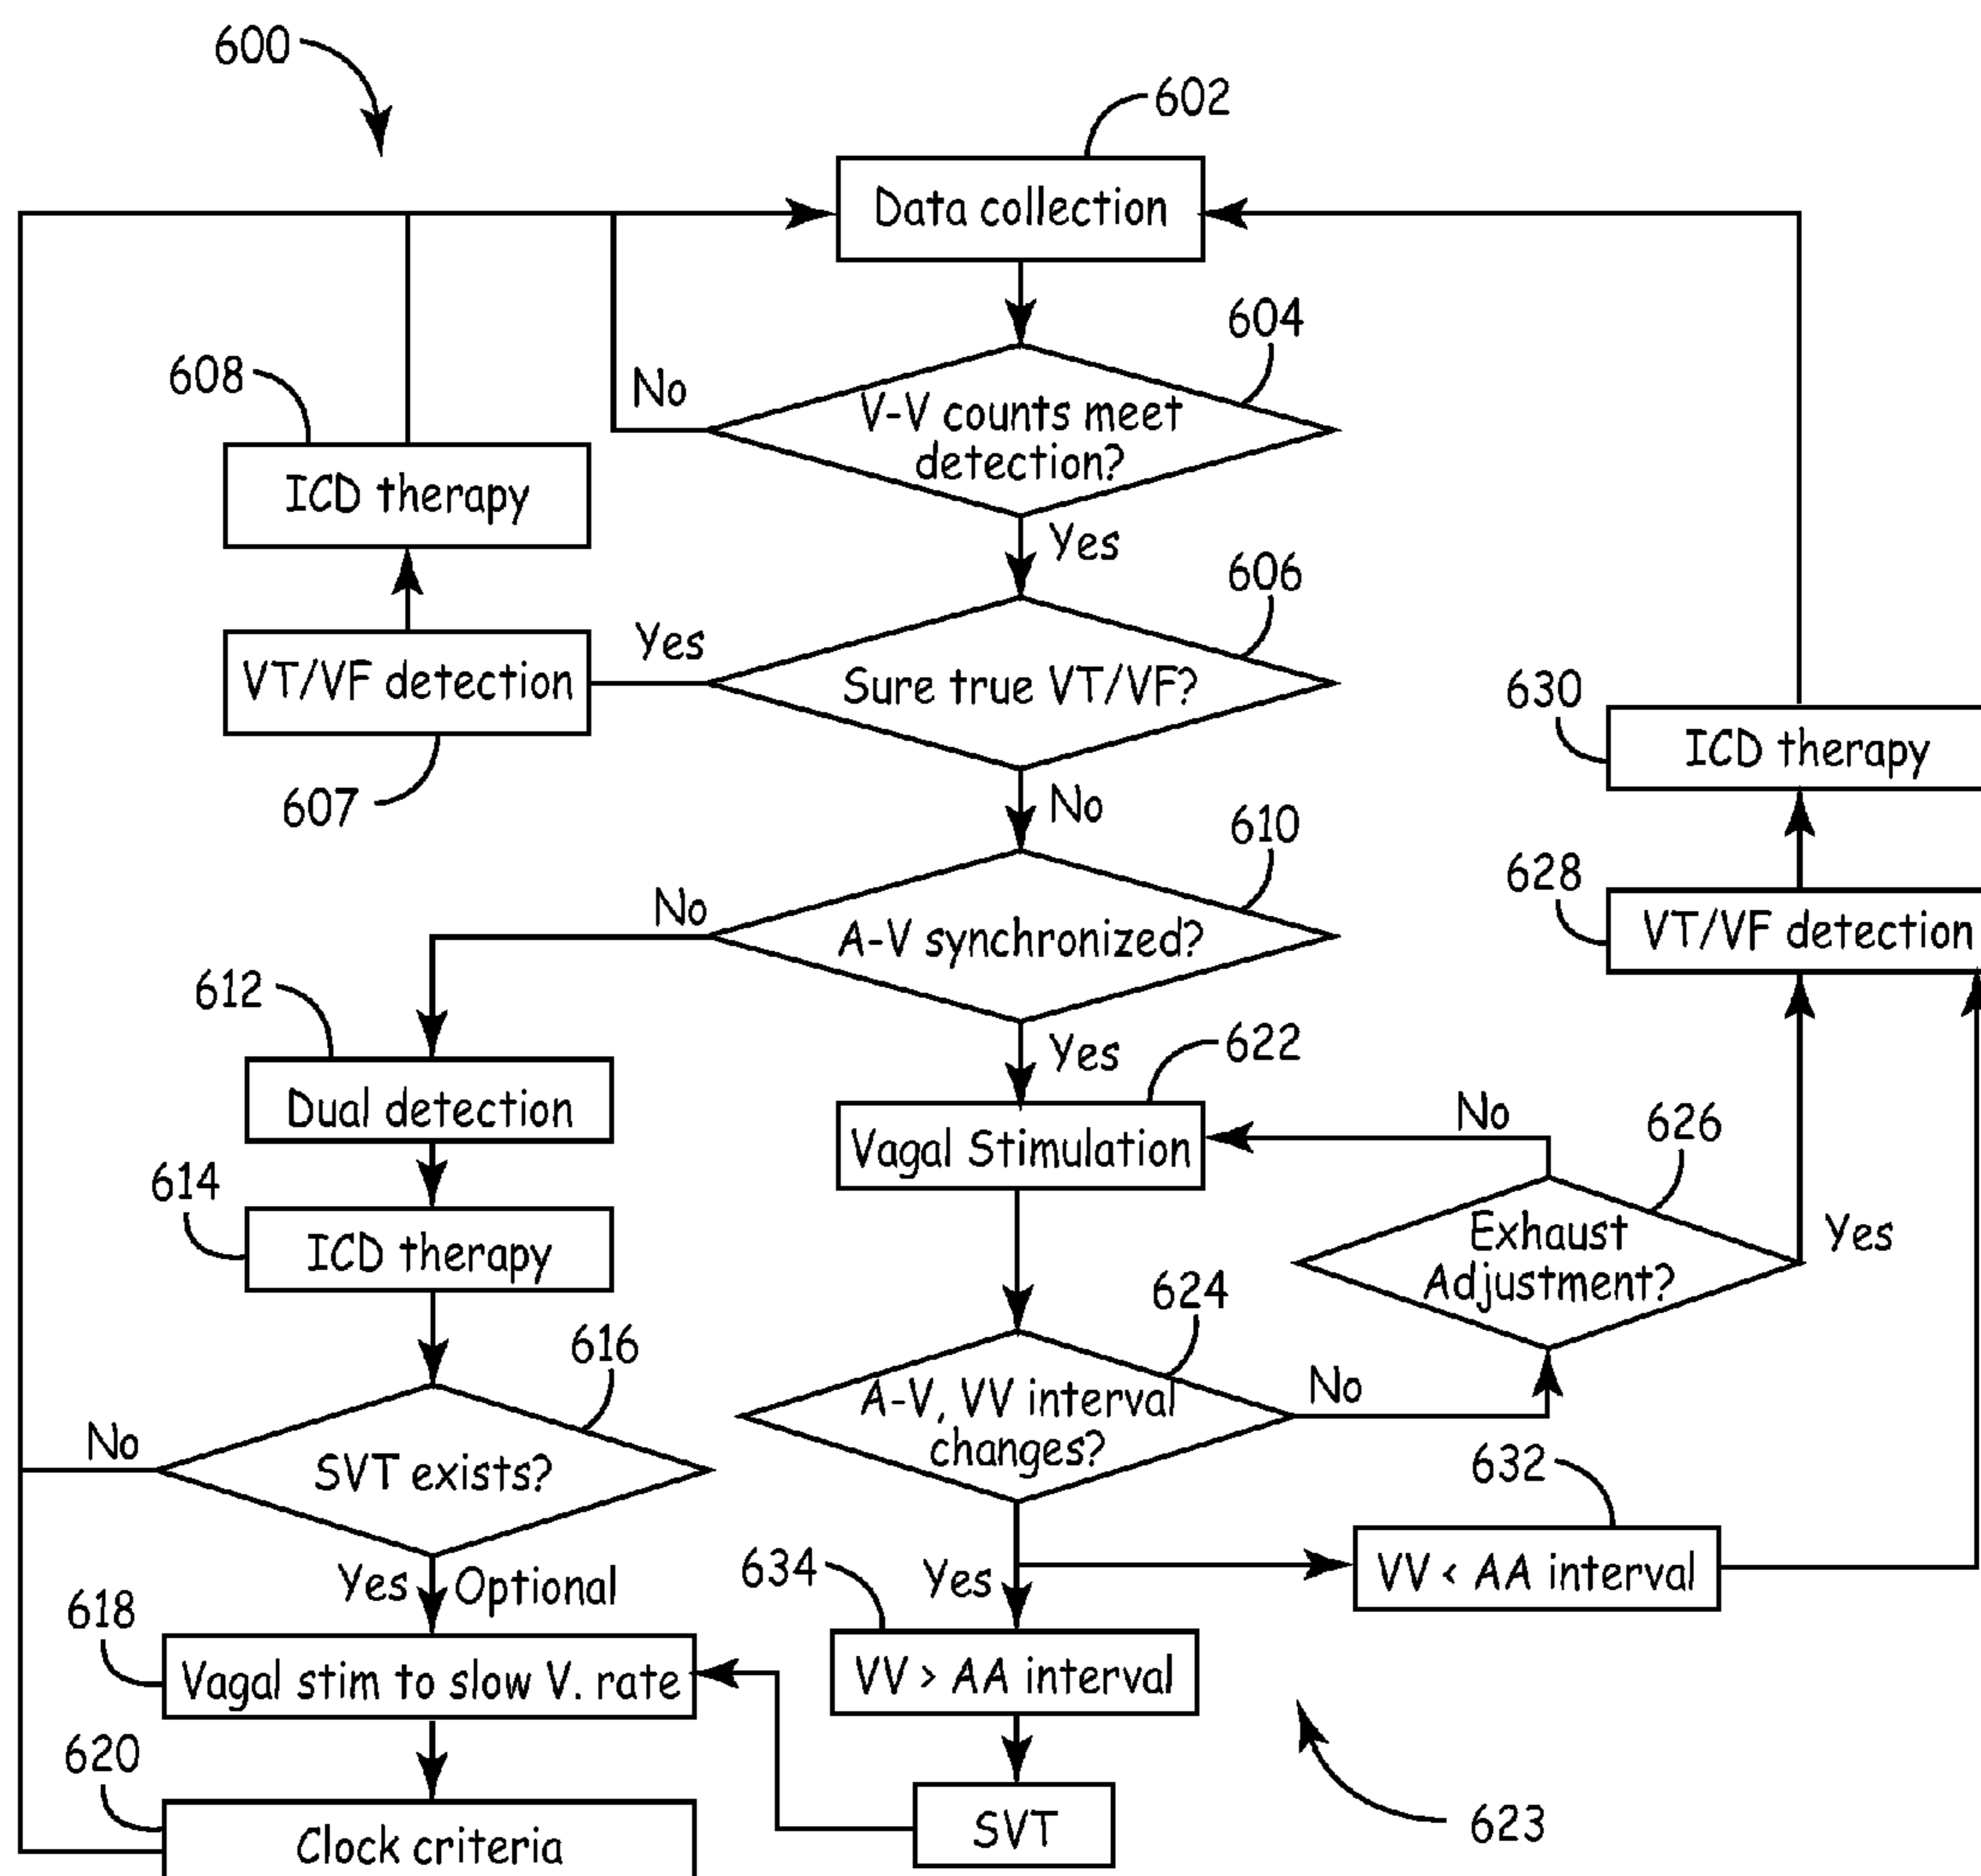 600
602
Data collection
604
608
No
V-V counts meet
detection?
ICD therapy
Yes
606
Yes
VT/VF detection
Sure true VT/VF?
630
ICD therapy
607
No
610
628
No
VT/VF detection
A-V synchronized?
612
Yes
622
Dual detection
No
626
Vagal Stimulation
614
Exhaust
Adjustment?
Yes
ICD therapy
624
616
No
A-V, VV interval
changes?
No
SVT exists?
632
634
Yes
Optional
Yes
VV < AA interval
618
Vagal stim to slow V. rate
VV > AA interval
620
SVT
623
Clock criteria